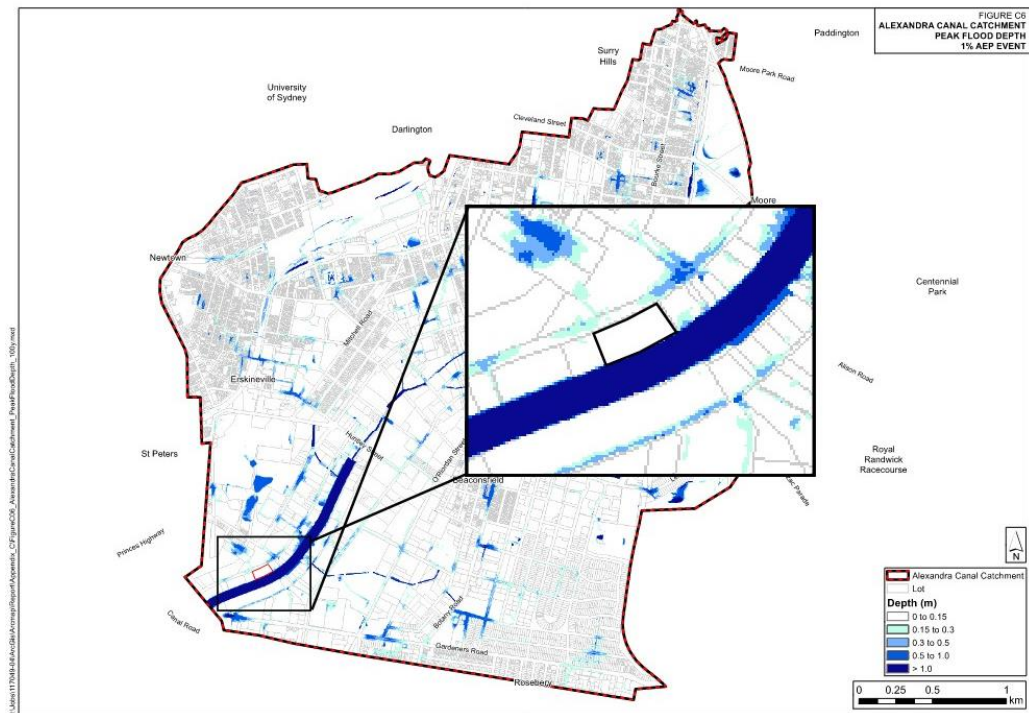 FIGURE C6
ALEXANDRA CANAL CATCHMENT
PEAK FLOOD DEPTH
1% AEP EVENT
Paddington
Surry
Hills
Moore Park Road
University
of Sydney
Darlington
Cleveland Street
Bourke Street
Moore
Newtown
Centennial
Park
Mitchell Road
Alison Road
Erskineville
Huntley Street
O'Riordan Street
St Peters
Beaconsfield
Royal
Randwick
Racecourse
Parade
Princes Highway
Canal Road
Botany Road
Gardeners Road
Rosebery
N
Alexandra Canal Catchment
Lot
Depth (m)
0 to 0.15
0.15 to 0.3
0.3 to 0.5
0.5 to 1.0
> 1.0
0 0.25 0.5 1
km